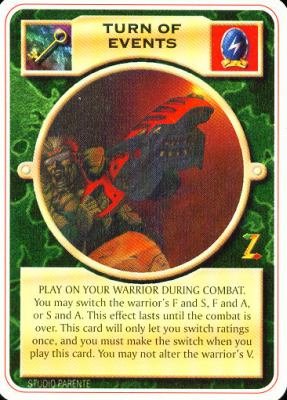 TURN OF
EVENTS
Z
PLAY ON YOUR WARRIOR DURING COMBAT.
You may switch the warrior's F and S, F and A,
or S and A. This effect lasts until the combat is
over. This card will only let you switch ratings
once, and you must make the switch when you
play this card. You may not alter the warrior's V.
STUDIO PARENTE